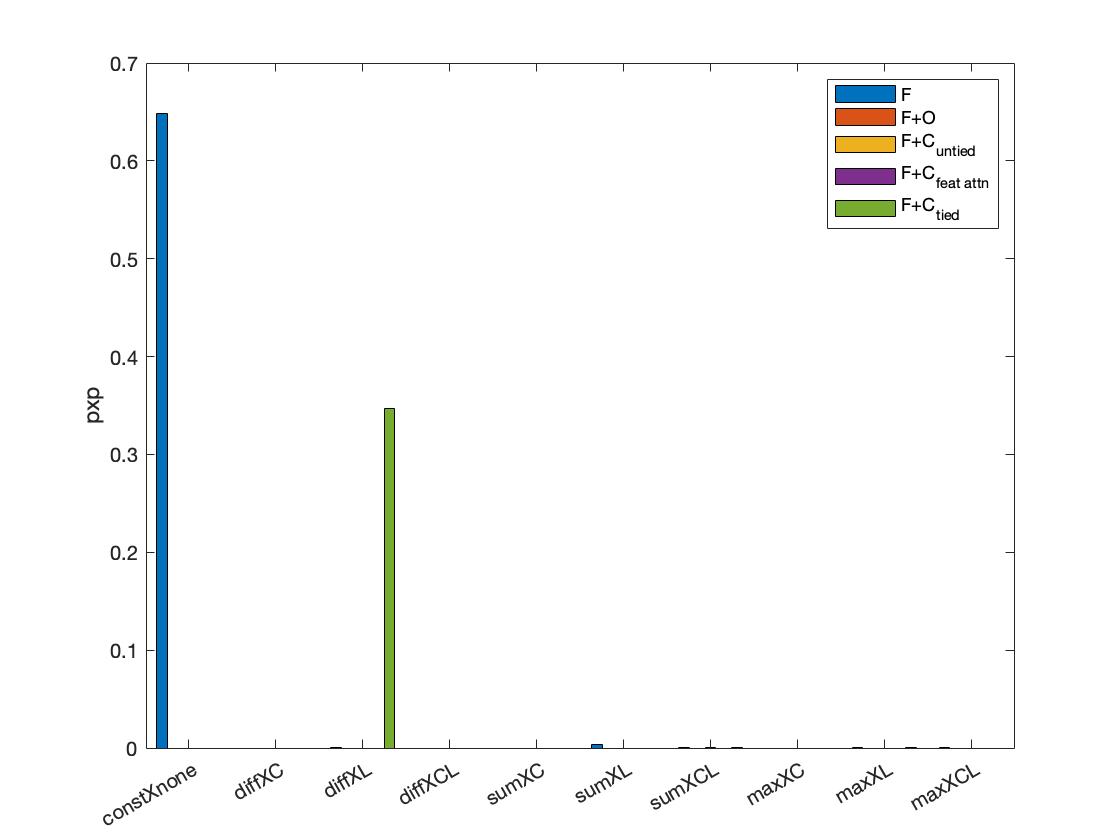 0.7
0.6
0.5
0.4
0.3
0.2
0.1
0
pxp
F
F+O
F+C untied
F+C feat attn
F+C tied
constXnone
diffXC
diffXL
diffXCL
sumXC
sumXL
sumXCL
maxXC
maxXL
maxXCL